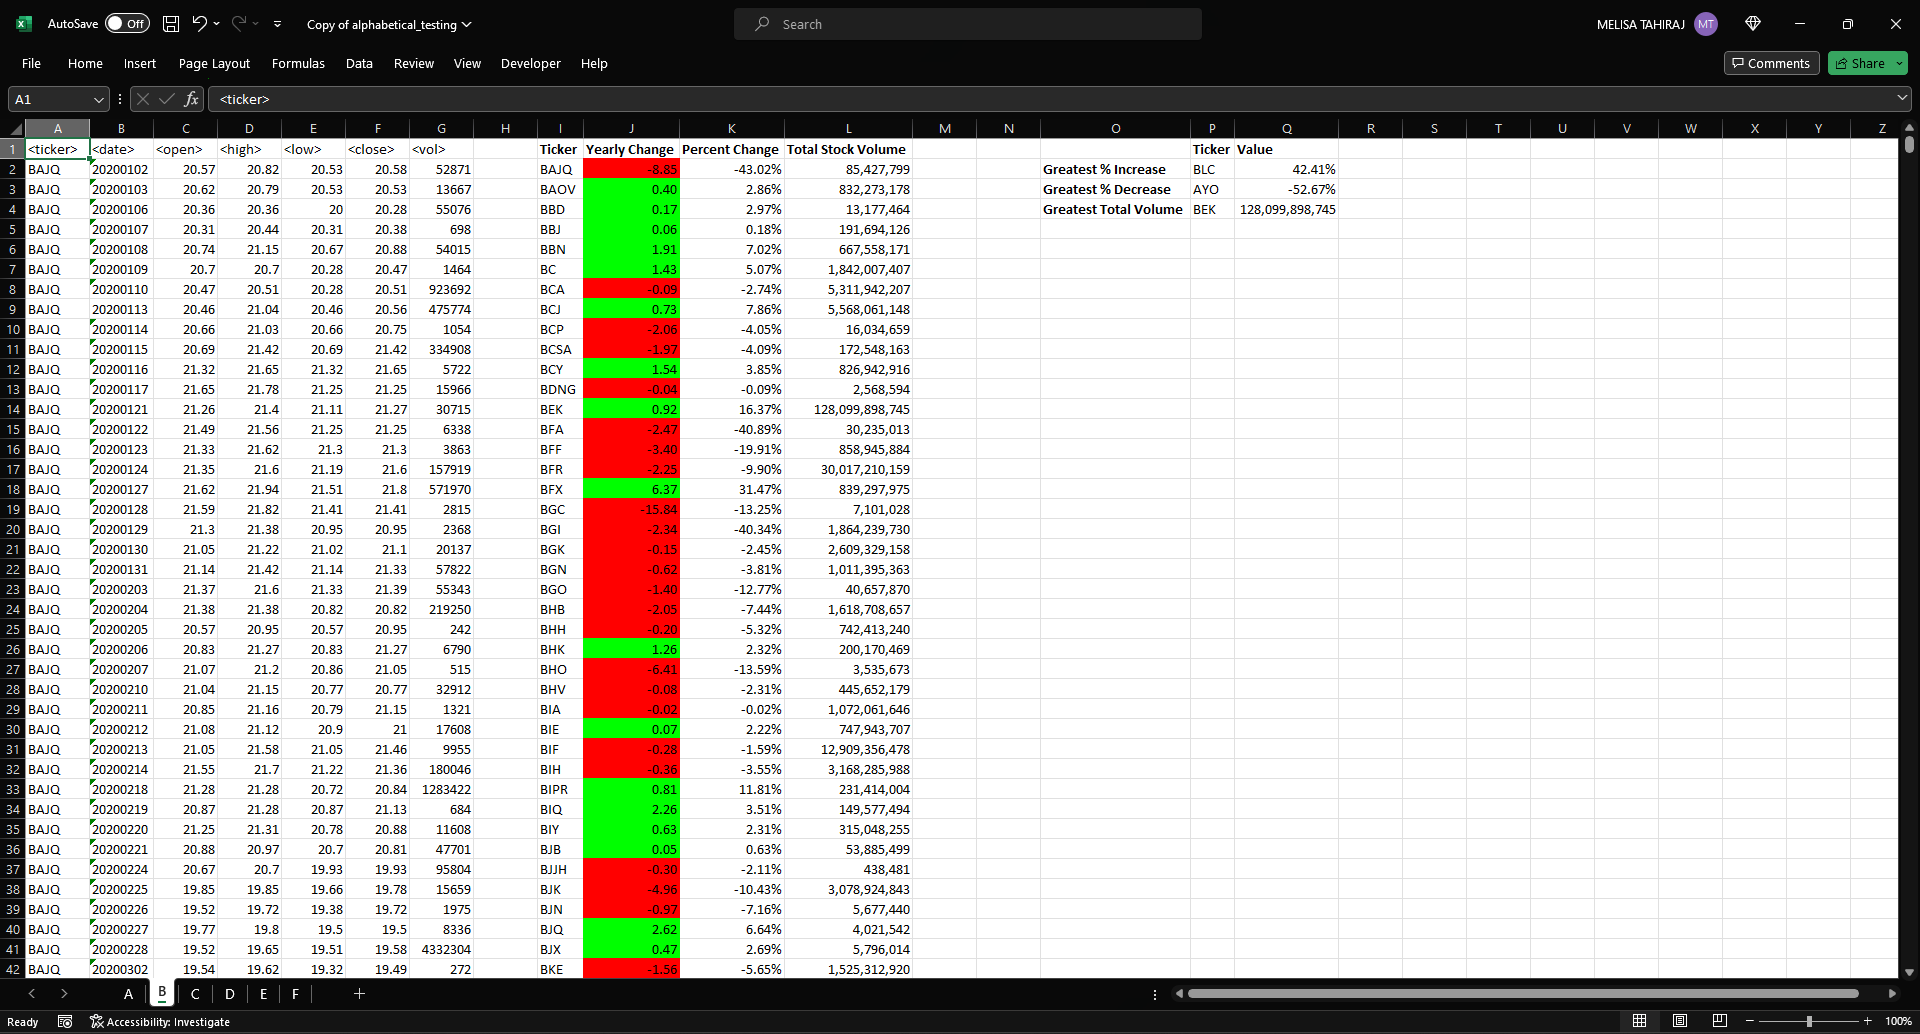 AutoSave Off Copy of alphabetical_testing Search MELISA TAHIRAJ MT
File Home Insert Page Layout Formulas Data Review View Developer Help Comments Share
A1 fx <ticker>
A B C D E F G H I J K L M N O P Q R S T U V W X Y Z
1 <ticker> <date> <open> <high> <low> <close> <vol> Ticker Yearly Change Percent Change Total Stock Volume Ticker Value
2 BAJQ 20200102 20.57 20.82 20.53 20.58 52871 BAJQ -8.85 -43.02% 85,427,799 Greatest % Increase BLC 42.41%
3 BAJQ 20200103 20.62 20.79 20.53 20.53 13667 BAOV 0.40 2.86% 832,273,178 Greatest % Decrease AYO -52.67%
4 BAJQ 20200106 20.36 20.36 20 20.28 55076 BBD 0.17 2.97% 13,177,464 Greatest Total Volume BEK 128,099,898,745
5 BAJQ 20200107 20.31 20.44 20.31 20.38 698 BBJ 0.06 0.18% 191,694,126
6 BAJQ 20200108 20.74 21.15 20.67 20.88 54015 BBN 1.91 7.02% 667,558,171
7 BAJQ 20200109 20.7 20.7 20.28 20.47 1464 BC 1.43 5.07% 1,842,007,407
8 BAJQ 20200110 20.47 20.51 20.28 20.51 923692 BCA -0.09 -2.74% 5,311,942,207
9 BAJQ 20200113 20.46 21.04 20.46 20.56 475774 BCJ 0.73 7.86% 5,568,061,148
10 BAJQ 20200114 20.66 21.03 20.66 20.75 1054 BCP -2.06 -4.05% 16,034,659
11 BAJQ 20200115 20.69 21.42 20.69 21.42 334908 BCSA -1.97 -4.09% 172,548,163
12 BAJQ 20200116 21.32 21.65 21.32 21.65 5722 BCY 1.54 3.85% 826,942,916
13 BAJQ 20200117 21.65 21.78 21.25 21.25 15966 BDNG -0.04 -0.09% 2,568,594
14 BAJQ 20200121 21.26 21.4 21.11 21.27 30715 BEK 0.92 16.37% 128,099,898,745
15 BAJQ 20200122 21.49 21.56 21.25 21.25 6338 BFA -2.47 -40.89% 30,235,013
16 BAJQ 20200123 21.33 21.62 21.3 21.3 3863 BFF -3.40 -19.91% 858,945,884
17 BAJQ 20200124 21.35 21.6 21.19 21.6 157919 BFR -2.25 -9.90% 30,017,210,159
18 BAJQ 20200127 21.62 21.94 21.51 21.8 571970 BFX 6.37 31.47% 839,297,975
19 BAJQ 20200128 21.59 21.82 21.41 21.41 2815 BGC -15.84 -13.25% 7,101,028
20 BAJQ 20200129 21.3 21.38 20.95 20.95 2368 BGI -2.34 -40.34% 1,864,239,730
21 BAJQ 20200130 21.05 21.22 21.02 21.1 20137 BGK -0.15 -2.45% 2,609,329,158
22 BAJQ 20200131 21.14 21.42 21.14 21.33 57822 BGN -0.62 -3.81% 1,011,395,363
23 BAJQ 20200203 21.37 21.6 21.33 21.39 55343 BGO -1.40 -12.77% 40,657,870
24 BAJQ 20200204 21.38 21.38 20.82 20.82 219250 BHB -2.05 -7.44% 1,618,708,657
25 BAJQ 20200205 20.57 20.95 20.57 20.95 242 BHH -0.20 -5.32% 742,413,240
26 BAJQ 20200206 20.83 21.27 20.83 21.27 6790 BHK 1.26 2.32% 200,170,469
27 BAJQ 20200207 21.07 21.2 20.86 21.05 515 BHO -6.41 -13.59% 3,535,673
28 BAJQ 20200210 21.04 21.15 20.77 20.77 32912 BHV -0.08 -2.31% 445,652,179
29 BAJQ 20200211 20.85 21.16 20.79 21.15 1321 BIA -0.02 -0.02% 1,072,061,646
30 BAJQ 20200212 21.08 21.12 20.9 21 17608 BIE 0.07 2.22% 747,943,707
31 BAJQ 20200213 21.05 21.58 21.05 21.46 9955 BIF -0.28 -1.59% 12,909,356,478
32 BAJQ 20200214 21.55 21.7 21.22 21.36 180046 BIH -0.36 -3.55% 3,168,285,988
33 BAJQ 20200218 21.28 21.28 20.72 20.84 1283422 BIPR 0.81 11.81% 231,414,004
34 BAJQ 20200219 20.87 21.28 20.87 21.13 684 BIQ 2.26 3.51% 149,577,494
35 BAJQ 20200220 21.25 21.31 20.78 20.88 11608 BIY 0.63 2.31% 315,048,255
36 BAJQ 20200221 20.88 20.97 20.7 20.81 47701 BJB 0.05 0.63% 53,885,499
37 BAJQ 20200224 20.67 20.7 19.93 19.93 95804 BJJH -0.30 -2.11% 438,481
38 BAJQ 20200225 19.85 19.85 19.66 19.78 15659 BJK -4.96 -10.43% 3,078,924,843
39 BAJQ 20200226 19.52 19.72 19.38 19.72 1975 BJN -0.97 -7.16% 5,677,440
40 BAJQ 20200227 19.77 19.8 19.5 19.5 8336 BJQ 2.62 6.64% 4,021,542
41 BAJQ 20200228 19.52 19.65 19.51 19.58 4332304 BJX 0.47 2.69% 5,796,014
42 BAJQ 20200302 19.54 19.62 19.32 19.49 272 BKE -1.56 -5.65% 1,525,312,920
A B C D E F
Ready Accessibility: Investigate 100%